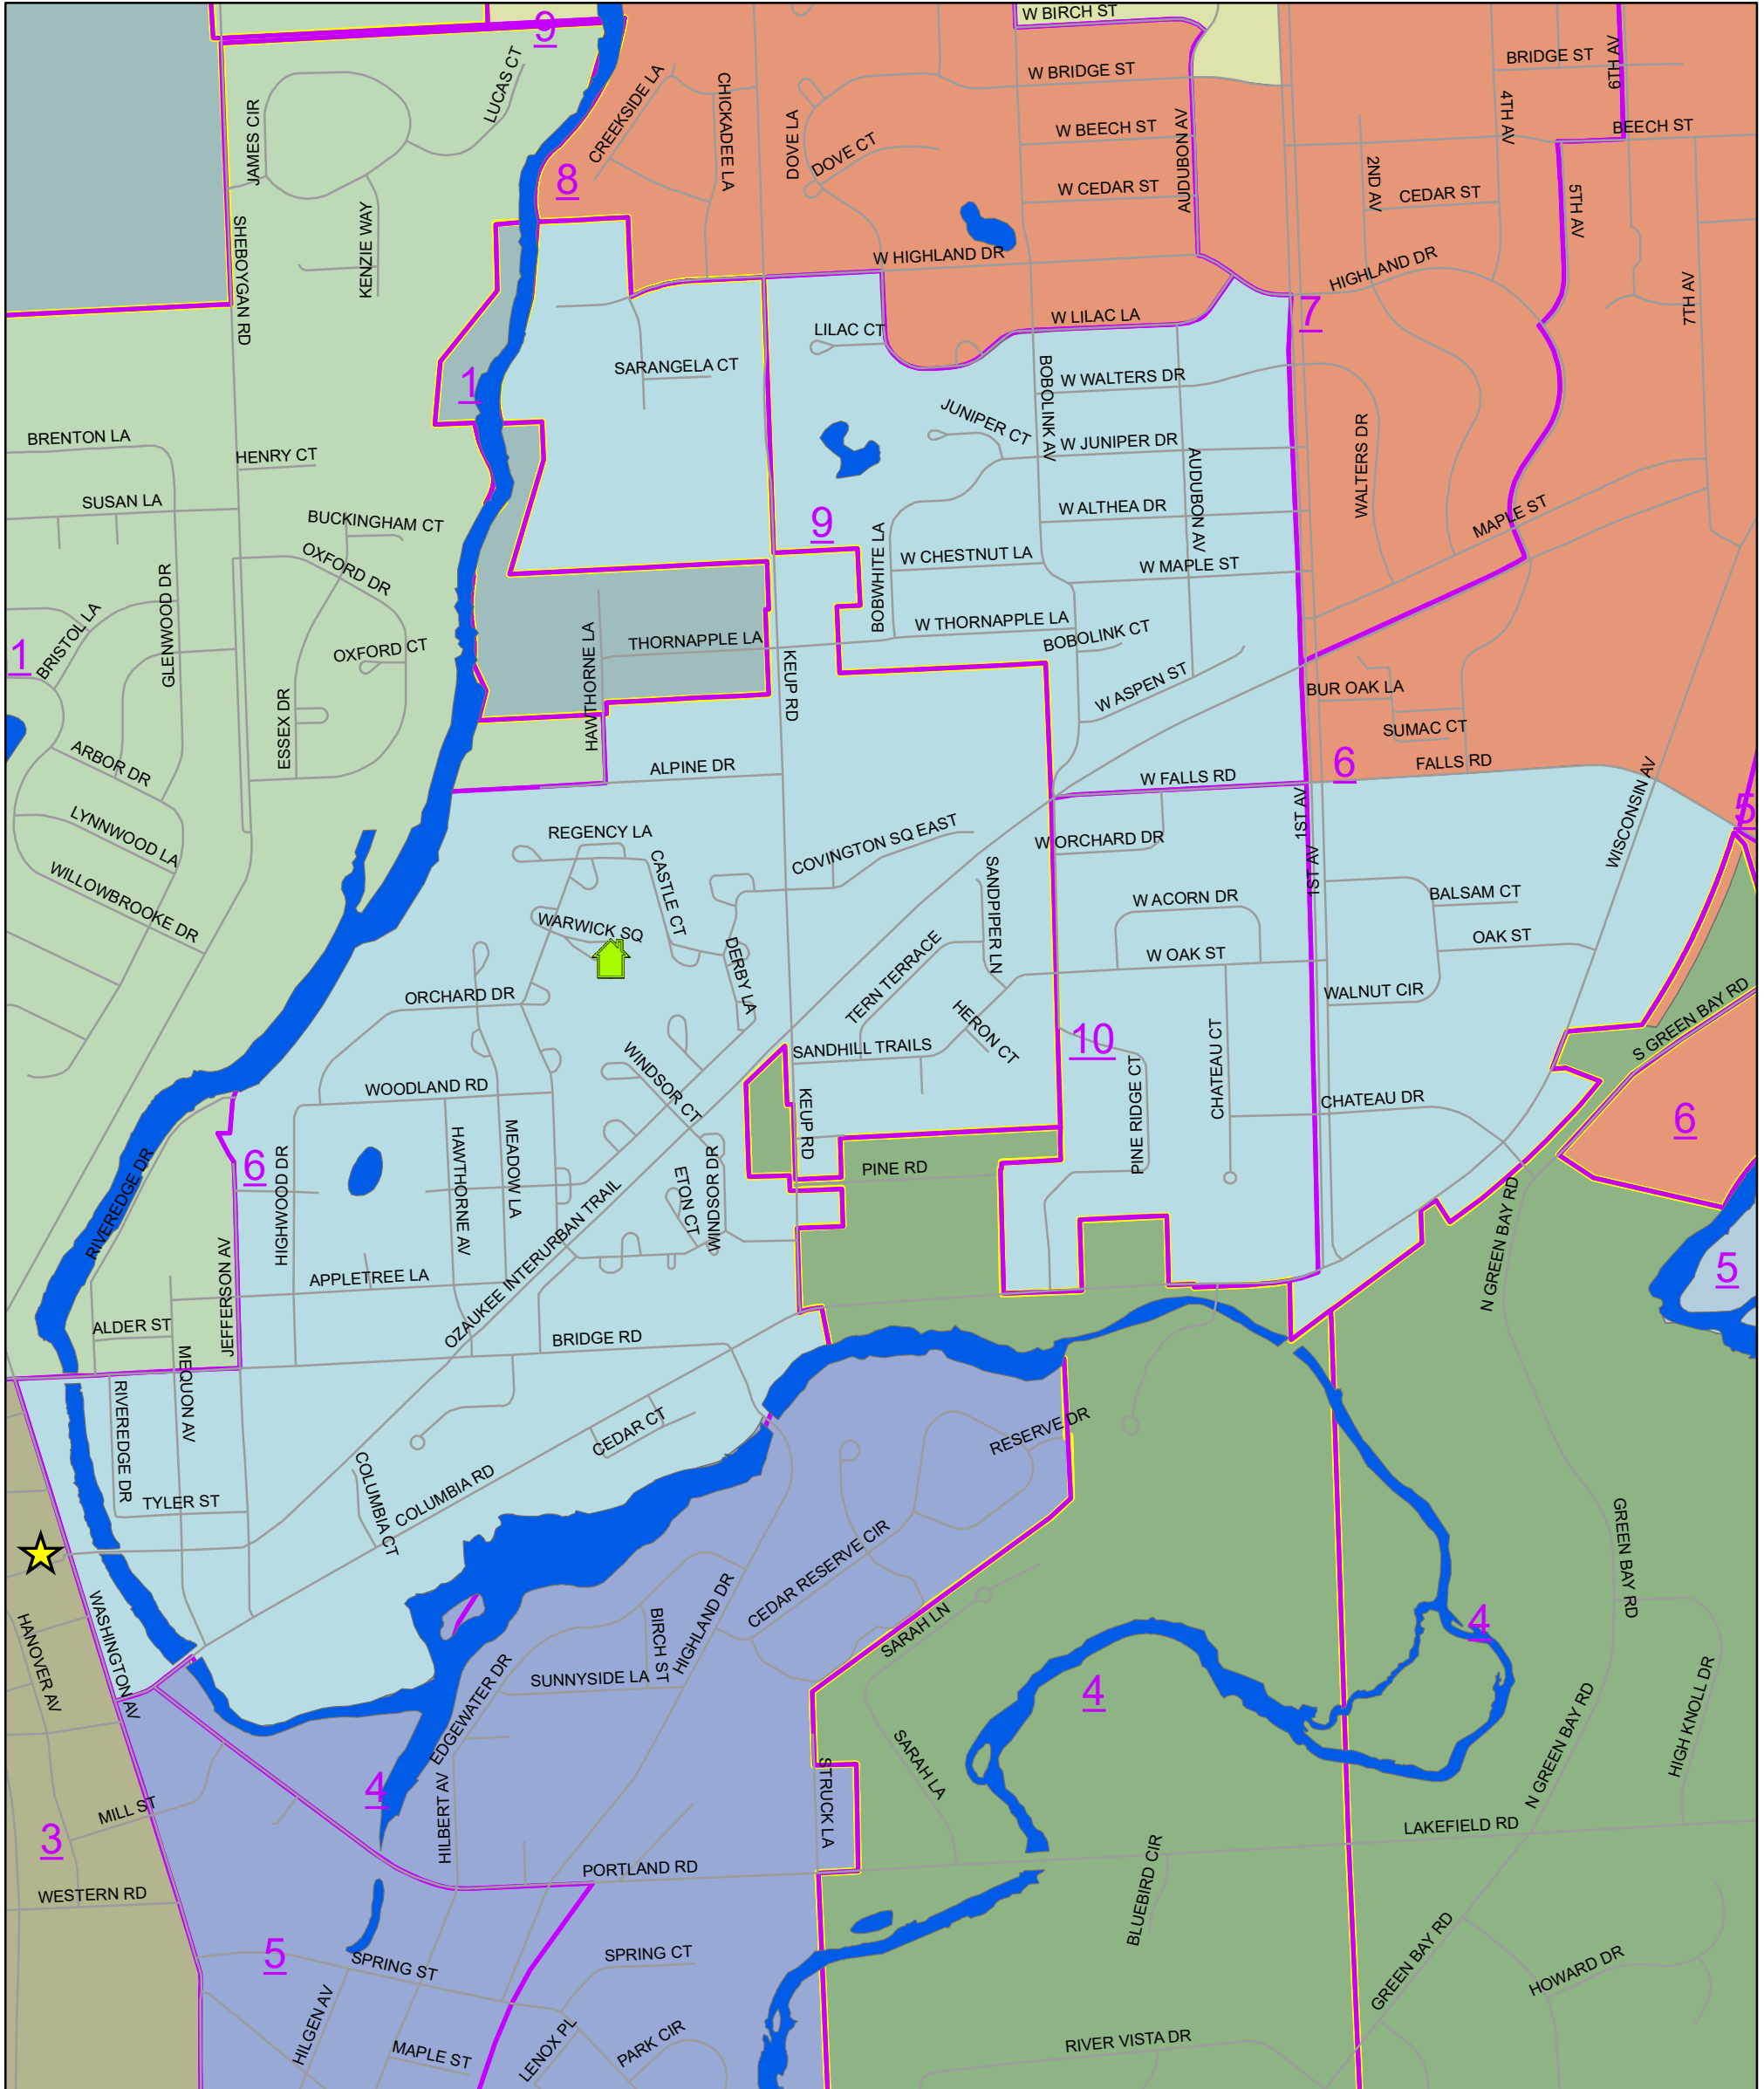 9
W BIRCH ST
LUCAS CT
CREEKSIDE LA
CHICKADEE LA
W BRIDGE ST
BRIDGE ST
6TH AV
JAMES CIR
DOVE LA
DOVE CT
W BEECH ST
AUDUBON AV
4TH AV
BEECH ST
8
W CEDAR ST
2ND AV
CEDAR ST
5TH AV
SHEBOYGAN RD
KENZIE WAY
W HIGHLAND DR
HIGHLAND DR
7TH AV
7
W LILAC LA
LILAC CT
SARANGELA CT
1
BOBOLINK AV
W WALTERS DR
JUNIPER CT
WALTERS DR
BRENTON LA
HENRY CT
W JUNIPER DR
AUDUBON AV
SUSAN LA
BUCKINGHAM CT
9
W ALTHEA DR
MAPLE ST
OXFORD DR
BOBWHITE LA
W CHESTNUT LA
W MAPLE ST
GLENWOOD DR
BRISTOL LA
1
OXFORD CT
HAWTHORNE LA
THORNAPPLE LA
W THORNAPPLE LA
BOBOLINK CT
KEUP RD
W ASPEN ST
BUR OAK LA
SUMAC CT
ESSEX DR
ARBOR DR
ALPINE DR
W FALLS RD
6
FALLS RD
WISCONSIN AV
5
LYNNWOOD LA
REGENCY LA
COVINGTON SQ EAST
W ORCHARD DR
1ST AV
1ST AV
WILLOWBROOKE DR
CASTLE CT
SANDPIPER LN
W ACORN DR
BALSAM CT
WARWICK SQ
DERBY LA
TERN TERRACE
W OAK ST
OAK ST
ORCHARD DR
WALNUT CIR
S GREEN BAY RD
HERON CT
10
SANDHILL TRAILS
WINDSOR CT
WOODLAND RD
KEUP RD
PINE RIDGE CT
CHATEAU CT
CHATEAU DR
6
RIVEREDGE DR
6
HIGHWOOD DR
HAWTHORNE AV
MEADOW LA
ETON CT
WINDSOR DR
PINE RD
N GREEN BAY RD
OZAUKEE INTERURBAN TRAIL
5
JEFFERSON AV
APPLETREE LA
ALDER ST
BRIDGE RD
MEQUON AV
RIVEREDGE DR
CEDAR CT
RESERVE DR
COLUMBIA CT
COLUMBIA RD
TYLER ST
GREEN BAY RD
CEDAR RESERVE CIR
HANOVER AV
WASHINGTON AV
BIRCH ST
HIGHLAND DR
SARAH LN
4
SUNNYSIDE LA
EDGEWATER DR
4
HIGH KNOLL DR
N GREEN BAY RD
SARAH LA
4
HILBERT AV
STRUCK LA
MILL ST
3
LAKEFIELD RD
PORTLAND RD
WESTERN RD
BLUEBIRD CIR
5
SPRING ST
SPRING CT
GREEN BAY RD
HOWARD DR
HILGEN AV
LENOX PL
PARK CIR
MAPLE ST
RIVER VISTA DR